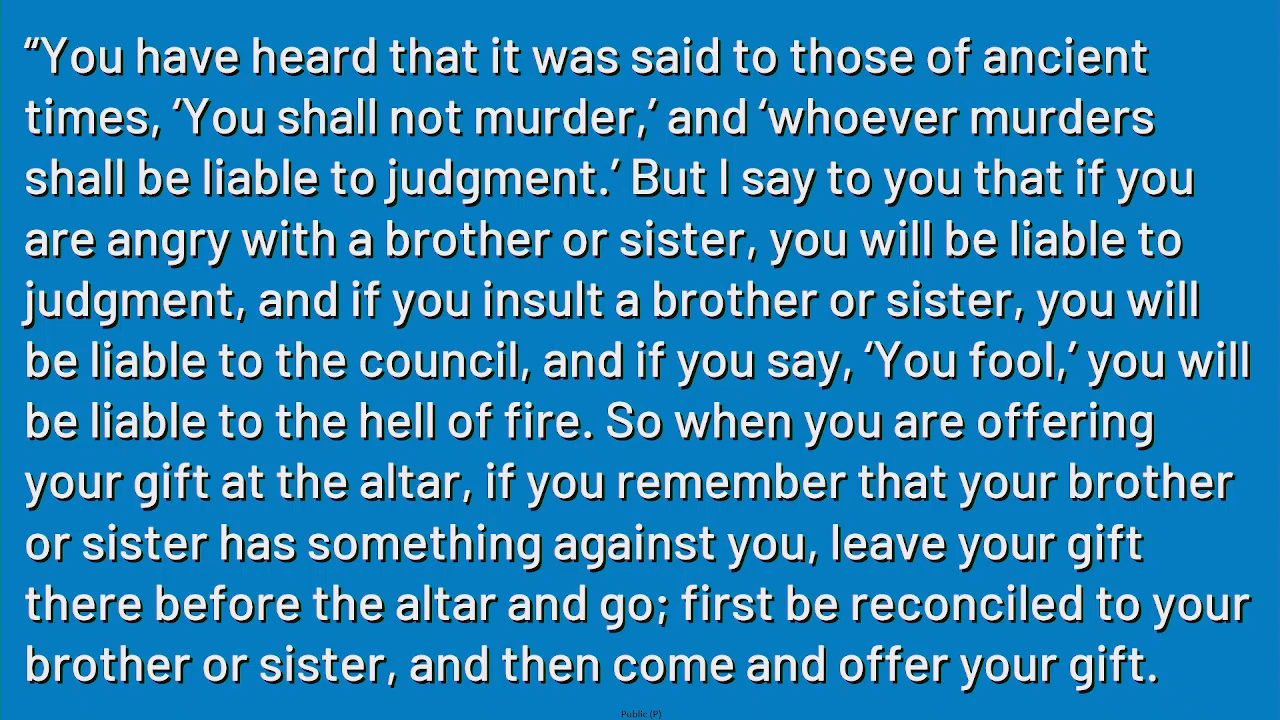 “You have heard that it was said to those of ancient
times, ‘You shall not murder,’ and ‘whoever murders
shall be liable to judgment.’ But I say to you that if you
are angry with a brother or sister, you will be liable to
judgment, and if you insult a brother or sister, you will
be liable to the council, and if you say, ‘You fool,’ you will
be liable to the hell of fire. So when you are offering
your gift at the altar, if you remember that your brother
or sister has something against you, leave your gift
there before the altar and go; first be reconciled to your
brother or sister, and then come and offer your gift.
Public (P)